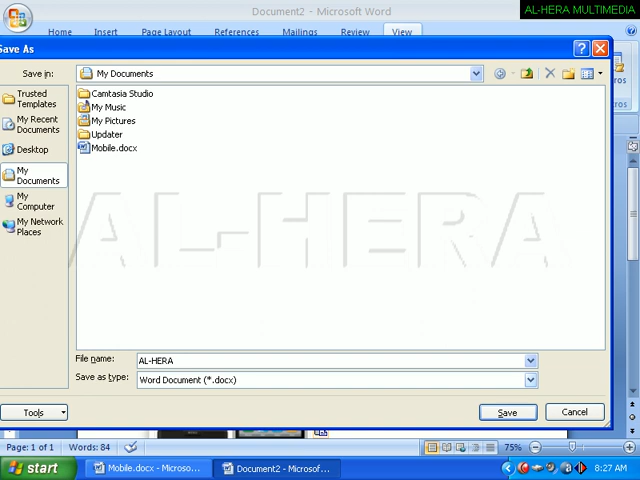 Document2 - Microsoft Word
AL-HERA MULTIMEDIA
Home Insert Page Layout References Mailings Review View
Save As
Save in: My Documents
Trusted Templates
My Recent Documents
Desktop
My Documents
My Computer
My Network Places
Camtasia Studio
My Music
My Pictures
Updater
Mobile.docx
ros
AL-HERA
File name: AL-HERA
Save as type: Word Document (*.docx)
Tools Save Cancel
Page: 1 of 1 Words: 84 75%
start Mobile.docx - Microso... Document2 - Microsof... 8:27 AM